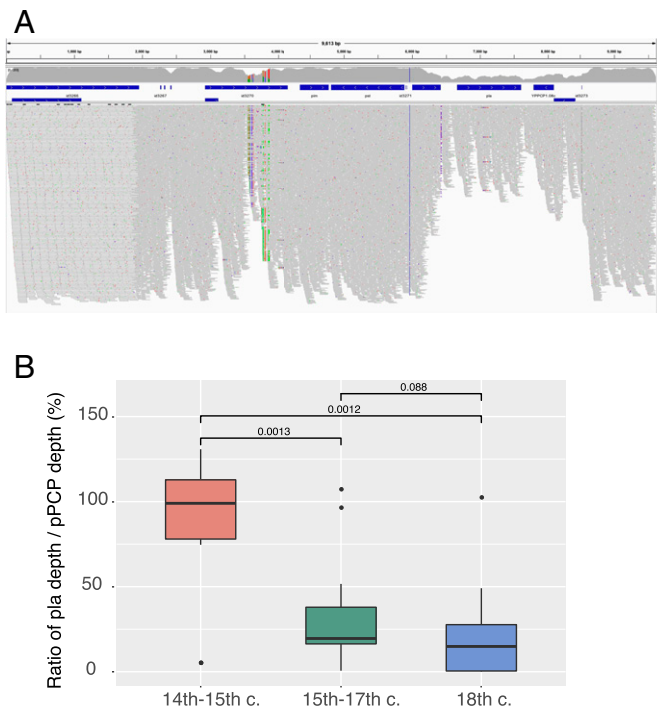 A
9,613 bp
1,000 bp 2,000 bp 3,000 bp 4,000 bp 5,000 bp 6,000 bp 7,000 bp 8,000 bp 9,000 bp
pim pst pla
B
Ratio of pla depth / pPCP depth (%)
0.088
0.0012
0.0013
150
100
50
0
14th-15th c. 15th-17th c. 18th c.